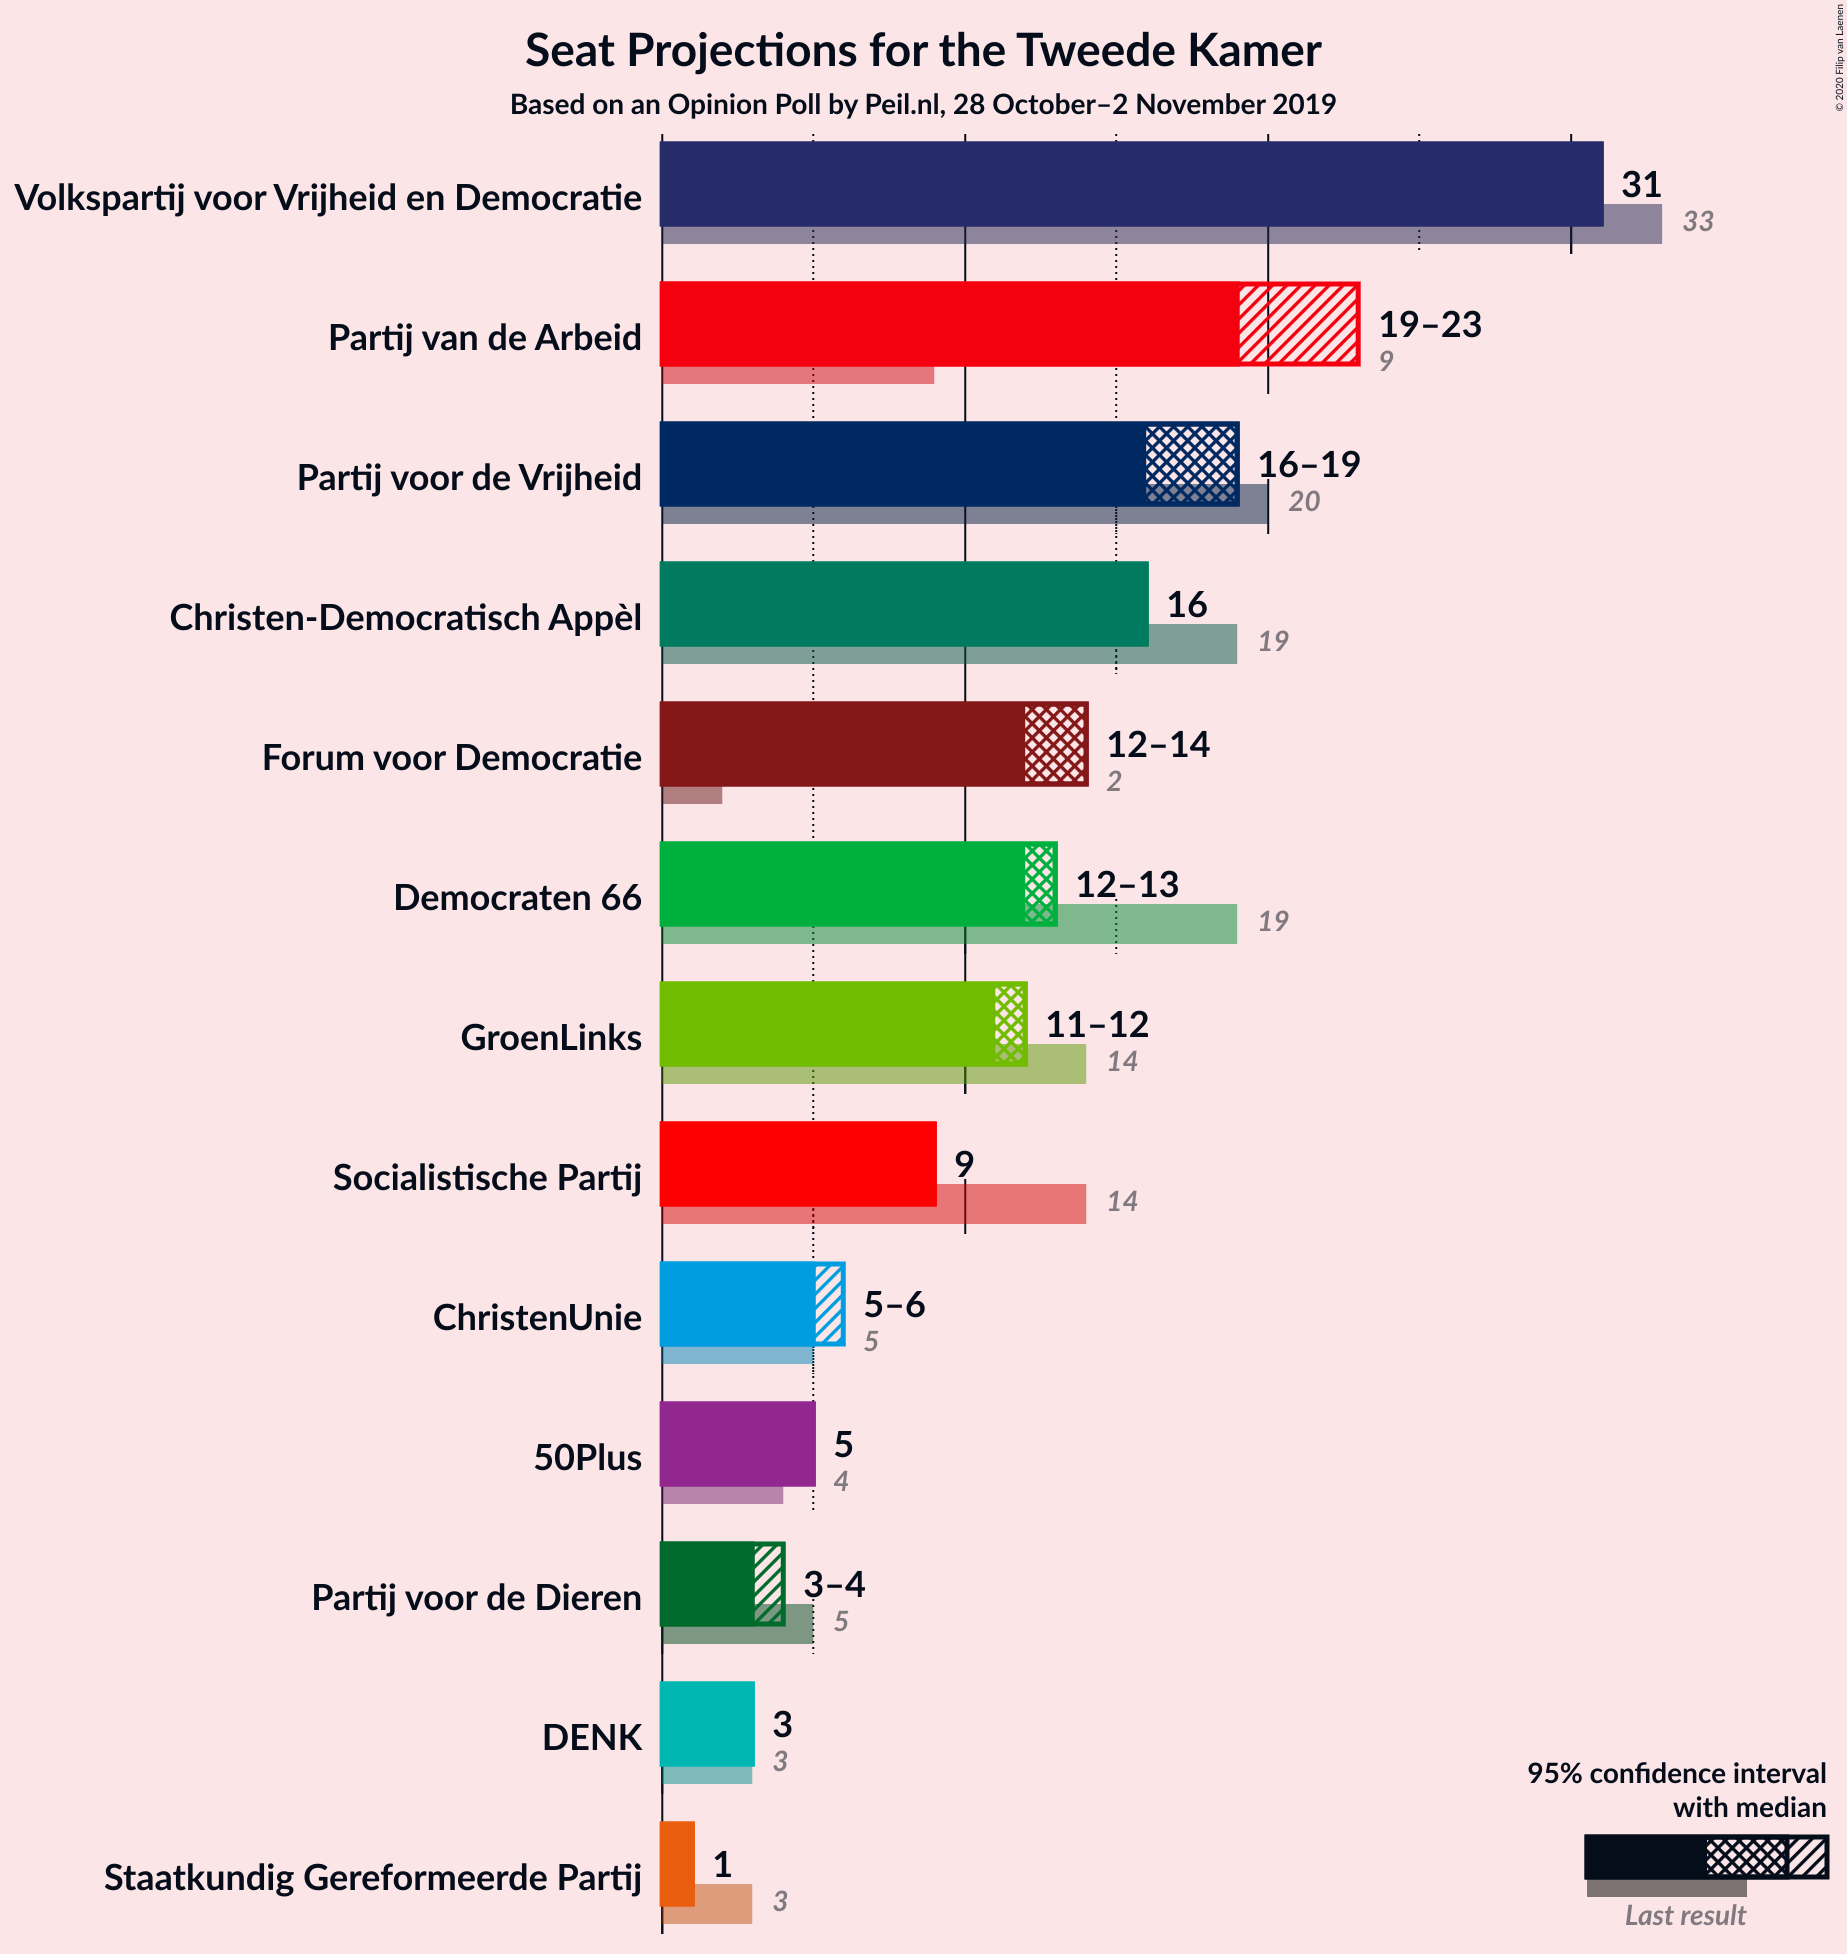 Seat Projections for the Tweede Kamer
Based on an Opinion Poll by Peil.nl, 28 October–2 November 2019
© 2020 Filip van Laenen
Volkspartij voor Vrijheid en Democratie
31
33
Partij van de Arbeid
19–23
9
Partij voor de Vrijheid
16–19
20
Christen-Democratisch Appèl
16
19
Forum voor Democratie
12–14
2
Democraten 66
12–13
19
GroenLinks
11–12
14
Socialistische Partij
9
14
ChristenUnie
5–6
5
50Plus
5
4
Partij voor de Dieren
3–4
5
DENK
3
3
Staatkundig Gereformeerde Partij
1
3
95% confidence interval
with median
Last result